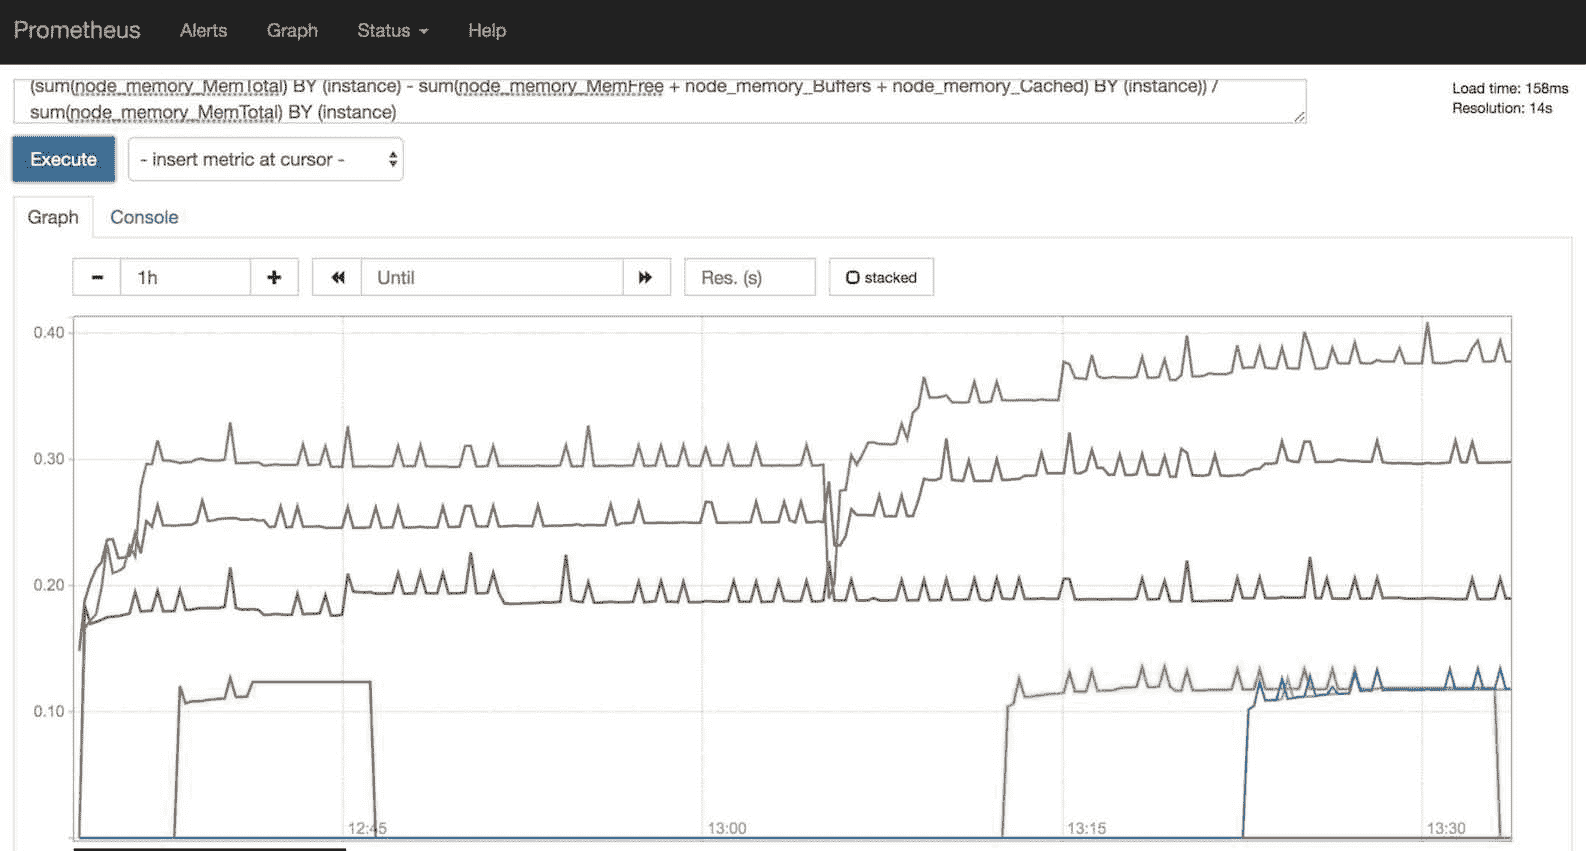 Prometheus Alerts Graph Status Help
(sum(node_memory_MemTotal) BY (instance) - sum(node_memory_MemFree + node_memory_Buffers + node_memory_Cached) BY (instance)) /
sum(node_memory_MemTotal) BY (instance)
Load time: 158ms
Resolution: 14s
Execute - insert metric at cursor -
Graph Console
- 1h + Until Res. (s) stacked
0.40
0.30
0.20
0.10
12:45 13:00 13:15 13:30